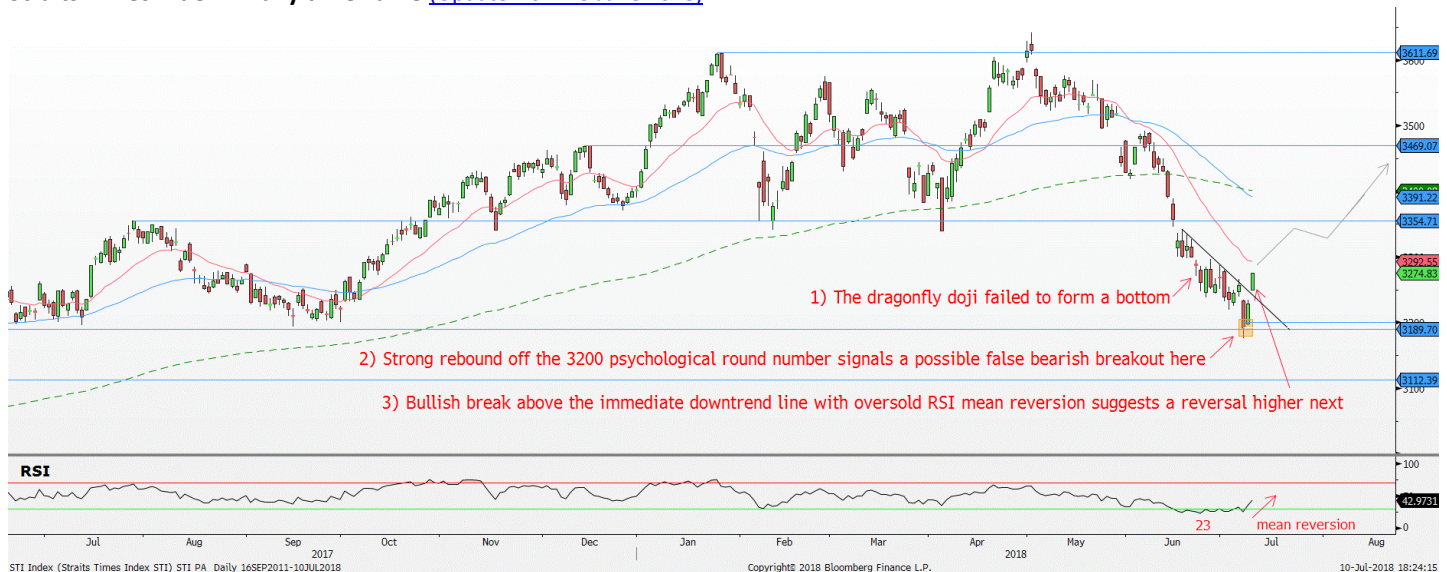 3611.69
3600
3500
3469.07
3391.22
3354.71
3292.55
3274.83
1) The dragonfly doji failed to form a bottom
3189.70
2) Strong rebound off the 3200 psychological round number signals a possible false bearish breakout here
3112.39
3100
3) Bullish break above the immediate downtrend line with oversold RSI mean reversion suggests a reversal higher next
RSI
100
42.9731
23
mean reversion
0
Jul Aug Sep Oct Nov Dec Jan Feb Mar Apr May Jun Jul Aug
2017 2018
STI Index (Straits Times Index STI) STI PA Daily 16SEP2011-10JUL2018 Copyright© 2018 Bloomberg Finance L.P. 10-Jul-2018 18:24:15